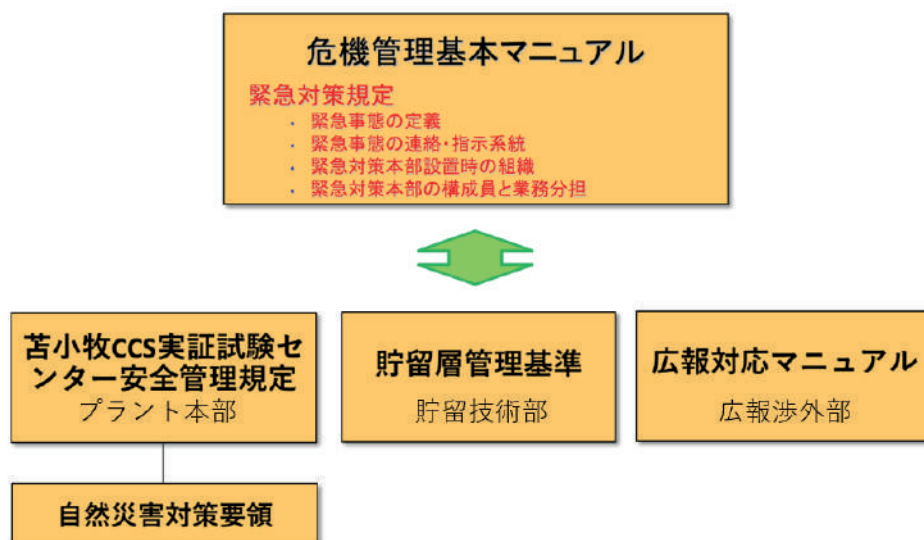 危機管理基本マニュアル
緊急対策規定
・ 緊急事態の定義
・ 緊急事態の連絡・指示系統
・ 緊急対策本部設置時の組織
・ 緊急対策本部の構成員と業務分担
苫小牧CCS実証試験セ
ンター安全管理規定
プラント本部
貯留層管理基準
貯留技術部
広報対応マニュアル
広報渉外部
自然災害対策要領